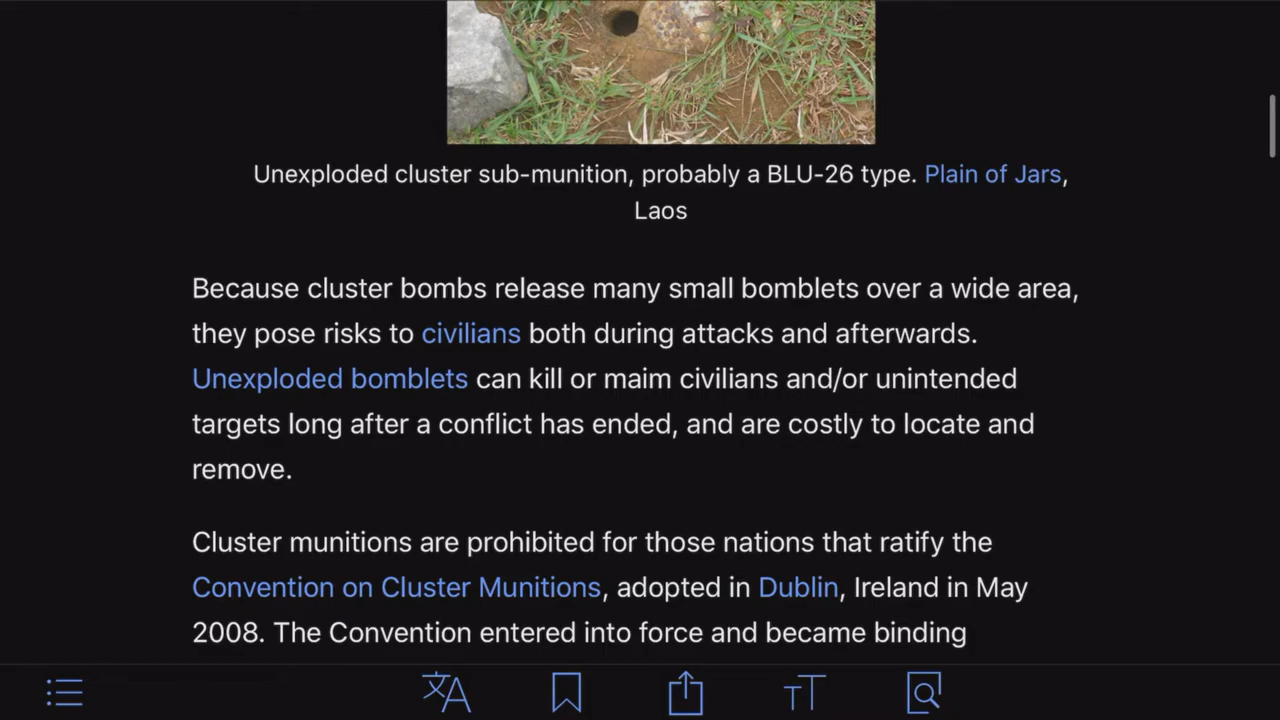 Unexploded cluster sub-munition, probably a BLU-26 type. Plain of Jars,
Laos
Because cluster bombs release many small bomblets over a wide area,
they pose risks to civilians both during attacks and afterwards.
Unexploded bomblets can kill or maim civilians and/or unintended
targets long after a conflict has ended, and are costly to locate and
remove.
Cluster munitions are prohibited for those nations that ratify the
Convention on Cluster Munitions, adopted in Dublin, Ireland in May
2008. The Convention entered into force and became binding